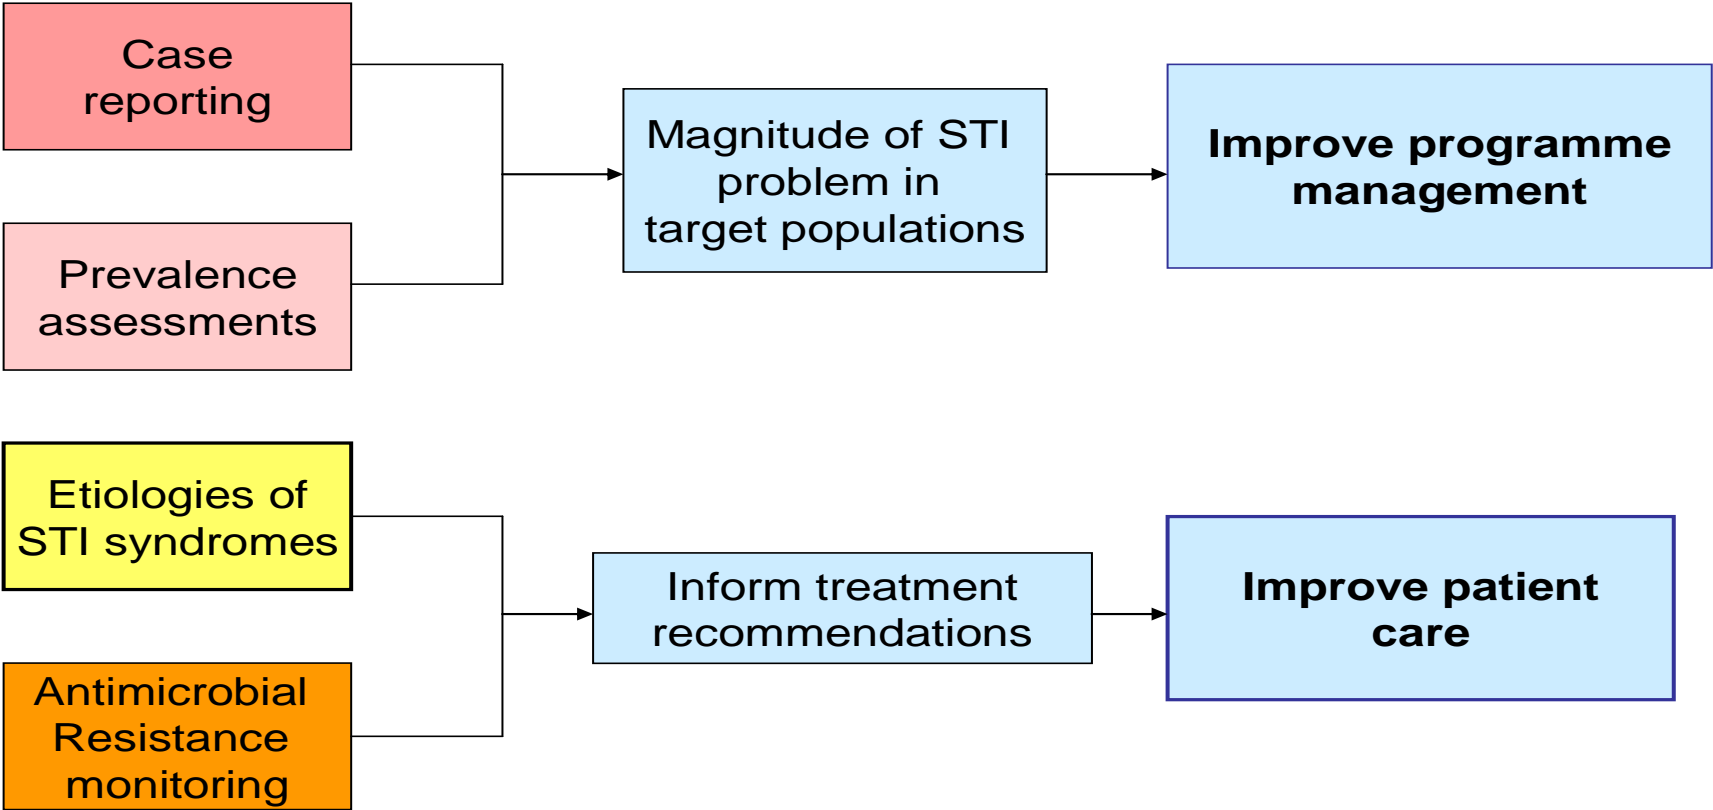 Case
reporting
Prevalence
assessments
Magnitude of STI
problem in
target populations
Improve programme
management
Etiologies of
STI syndromes
Antimicrobial
Resistance
monitoring
Inform treatment
recommendations
Improve patient
care